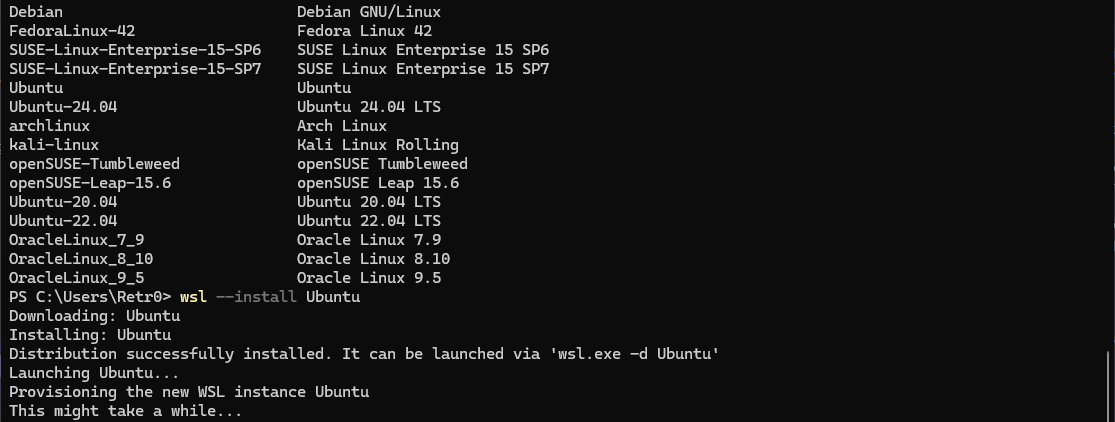 Debian                          Debian GNU/Linux
FedoraLinux-42                  Fedora Linux 42
SUSE-Linux-Enterprise-15-SP6    SUSE Linux Enterprise 15 SP6
SUSE-Linux-Enterprise-15-SP7    SUSE Linux Enterprise 15 SP7
Ubuntu                          Ubuntu
Ubuntu-24.04                    Ubuntu 24.04 LTS
archlinux                       Arch Linux
kali-linux                      Kali Linux Rolling
openSUSE-Tumbleweed             openSUSE Tumbleweed
openSUSE-Leap-15.6              openSUSE Leap 15.6
Ubuntu-20.04                    Ubuntu 20.04 LTS
Ubuntu-22.04                    Ubuntu 22.04 LTS
OracleLinux_7_9                 Oracle Linux 7.9
OracleLinux_8_10                Oracle Linux 8.10
OracleLinux_9_5                 Oracle Linux 9.5
PS C:\Users\Retr0> wsl --install Ubuntu
Downloading: Ubuntu
Installing: Ubuntu
Distribution successfully installed. It can be launched via 'wsl.exe -d Ubuntu'
Launching Ubuntu...
Provisioning the new WSL instance Ubuntu
This might take a while...